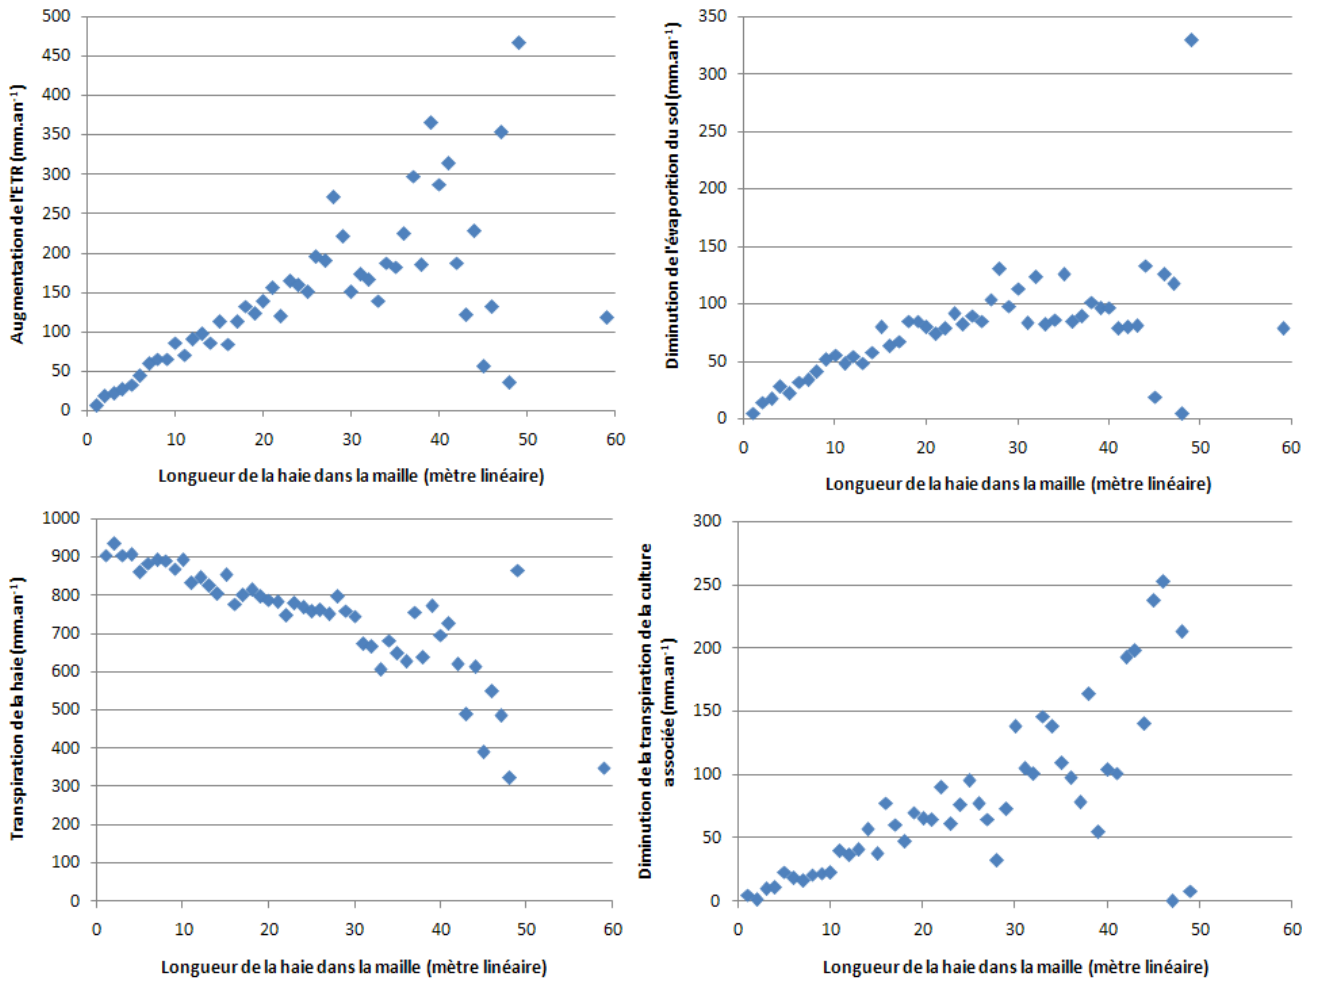 500
450
400
350
300
250
200
150
100
50
0
0 10 20 30 40 50 60
Augmentation de l'ETR (mm.an-1)
Longueur de la haie dans la maille (mètre linéaire)
350
300
250
200
150
100
50
0
0 10 20 30 40 50 60
Diminution de l'évaporition du sol (mm.an-1)
Longueur de la haie dans la maille (mètre linéaire)
1000
900
800
700
600
500
400
300
200
100
0
0 10 20 30 40 50 60
Transpiration de la haie (mm.an-1)
Longueur de la haie dans la maille (mètre linéaire)
300
250
200
150
100
50
0
0 10 20 30 40 50 60
Diminution de la transpiration de la culture
associée (mm.an-1)
Longueur de la haie dans la maille (mètre linéaire)